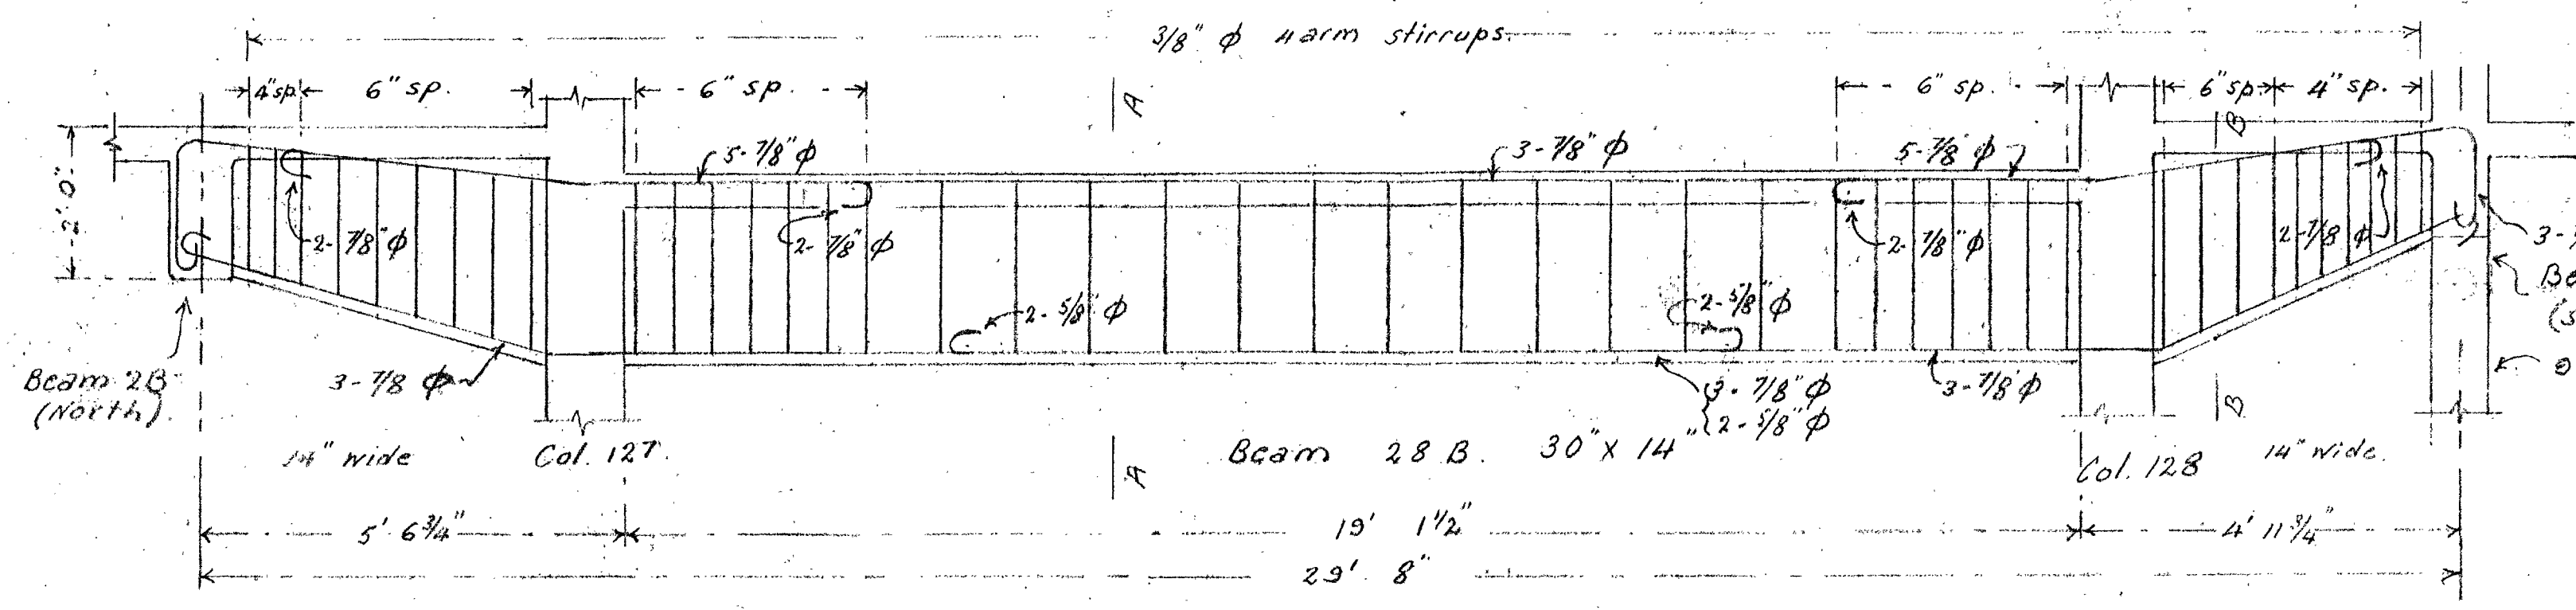 3/8" ϕ 4 arm stirrups.
4" sp. 6" sp. 6" sp. 6" sp. 6" sp. 4" sp.
A B
5-7/8" ϕ 3-7/8" ϕ 5-7/8" ϕ
2'. 0"
2-7/8" ϕ 2-7/8" ϕ 2-7/8" ϕ 2-7/8" ϕ
2-5/8" ϕ 2-5/8" ϕ
Beam 2B
(North).
3-7/8 ϕ 3-7/8" ϕ 3-7/8" ϕ
2-5/8" ϕ
B
14" wide Col. 127. A Beam 28 B. 30" X 14" Col. 128 14" wide.
5' 6 3/4" 19' 1 1/2" 4' 11 3/4"
29'. 8"